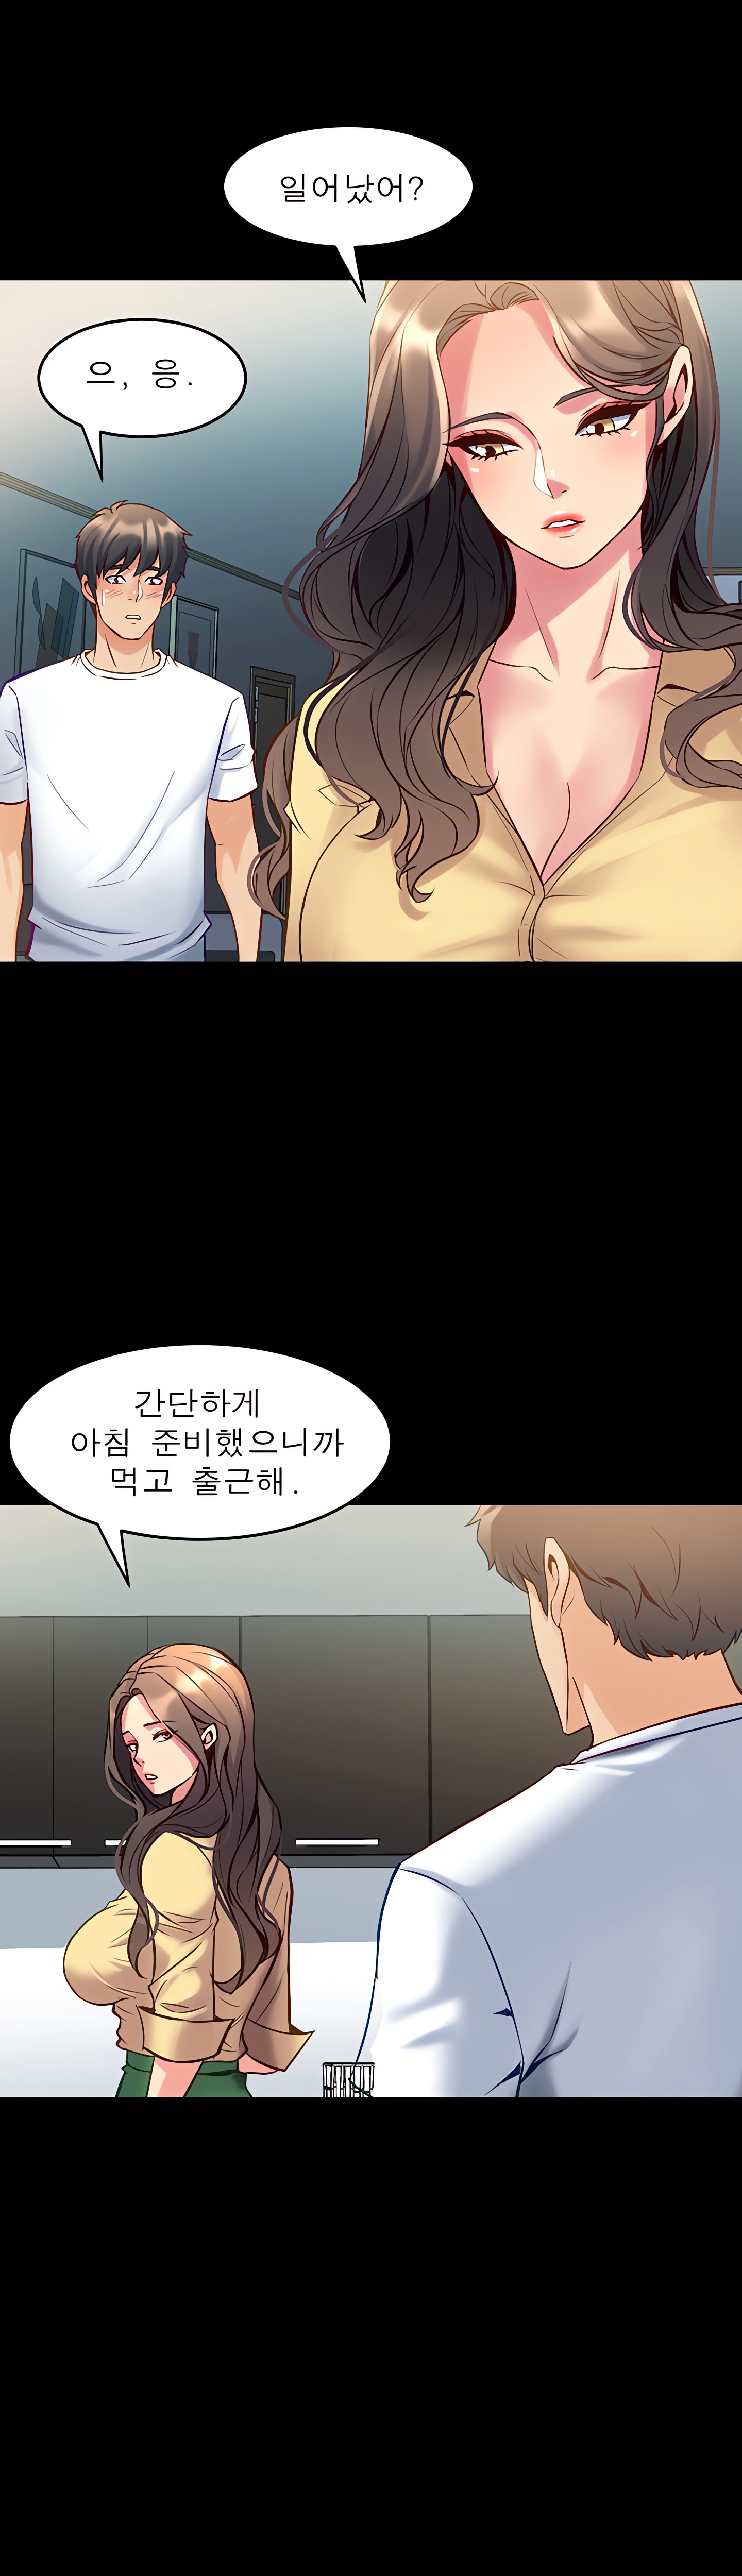 일어났어?
으, 응.
간단하게
아침 준비했으니까
먹고 출근해.